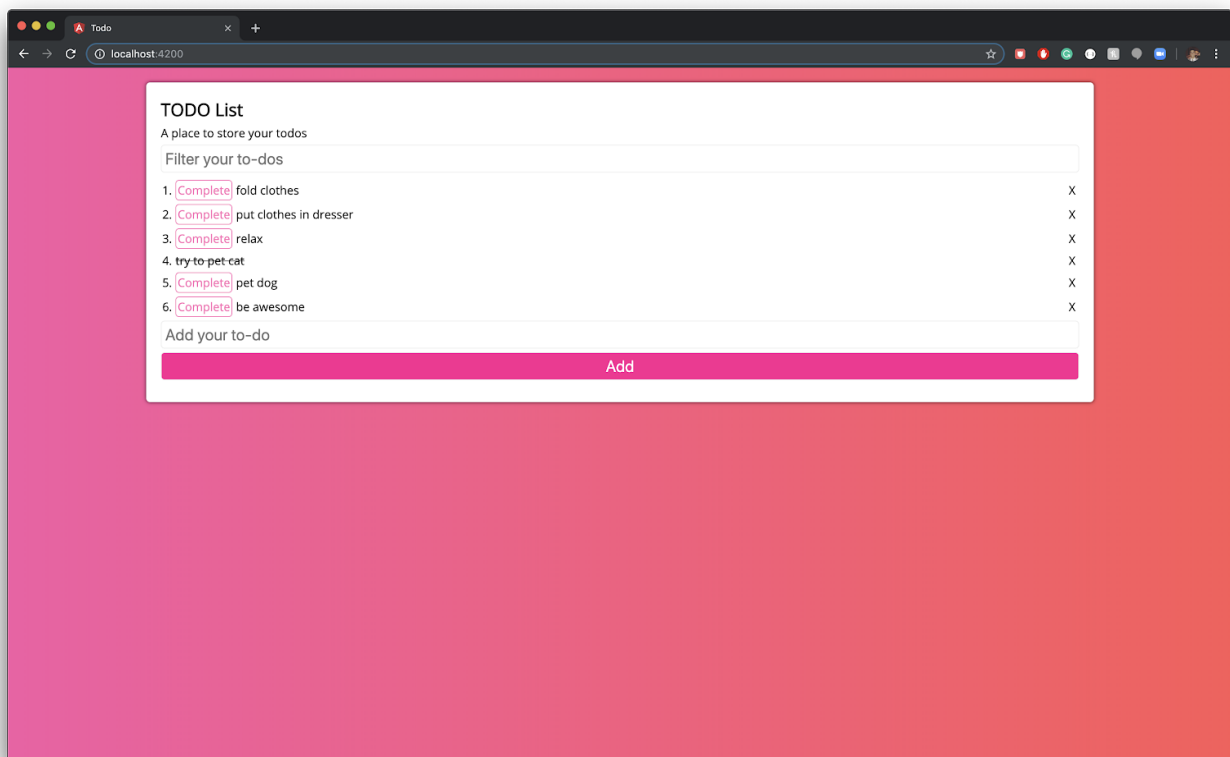 Todo
localhost:4200
TODO List
A place to store your todos
Filter your to-dos
1. Complete fold clothes X
2. Complete put clothes in dresser X
3. Complete relax X
4. try to pet cat X
5. Complete pet dog X
6. Complete be awesome X
Add your to-do
Add